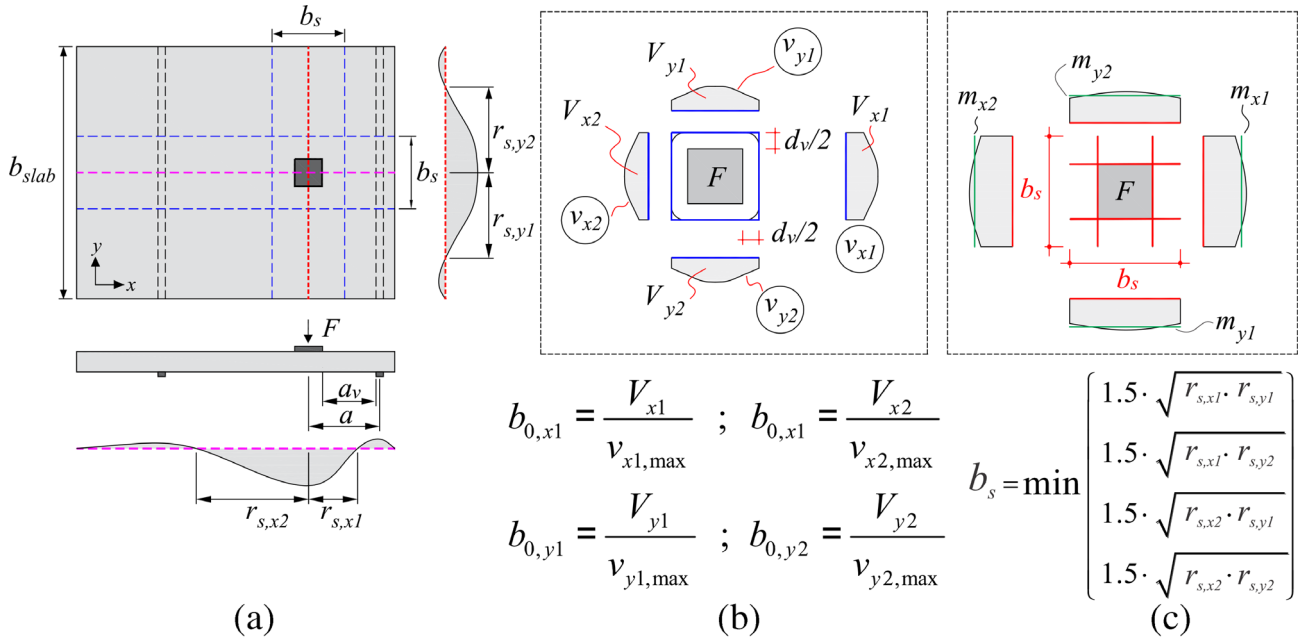 b_s
b_slab
b_s
r_s,y2
r_s,y1
y
x
F
a_v
a
r_s,x2
r_s,x1
(a)
V_y1
v_y1
V_x2
V_x1
d_v/2
F
v_x2
d_v/2
v_x1
V_y2
v_y2
b_0,x1 = V_x1 / v_x1,max ; b_0,x1 = V_x2 / v_x2,max
b_0,y1 = V_y1 / v_y1,max ; b_0,y2 = V_y2 / v_y2,max
(b)
m_y2
m_x2
m_x1
b_s
F
b_s
m_y1
b_s = min
1.5·√r_s,x1·r_s,y1
1.5·√r_s,x1·r_s,y2
1.5·√r_s,x2·r_s,y1
1.5·√r_s,x2·r_s,y2
(c)